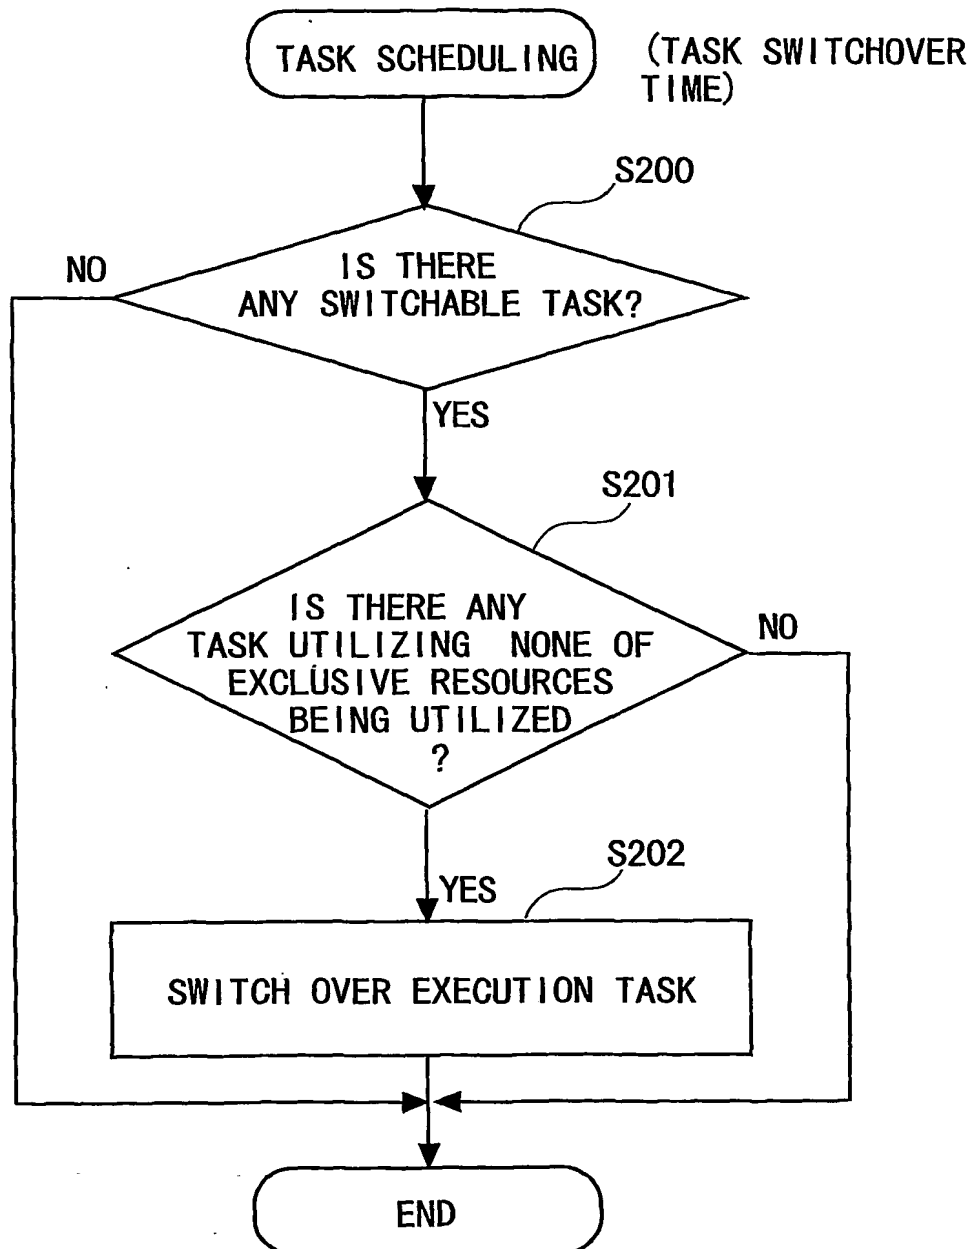 TASK SCHEDULING
(TASK SWITCHOVER
TIME)
S200
NO
IS THERE
ANY SWITCHABLE TASK?
YES
S201
IS THERE ANY
TASK UTILIZING NONE OF
EXCLUSIVE RESOURCES
BEING UTILIZED
?
NO
S202
YES
SWITCH OVER EXECUTION TASK
END